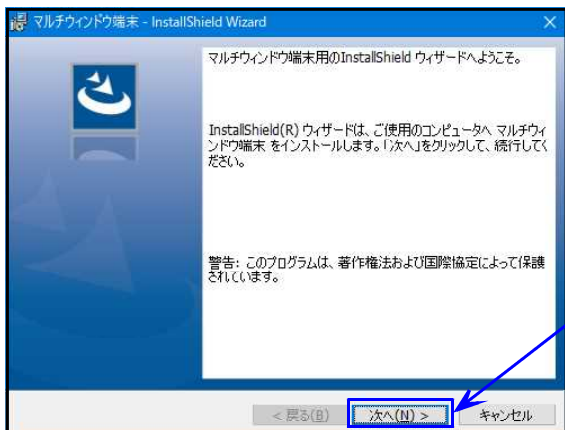 マルチウィンドウ端末 - InstallShield Wizard
マルチウィンドウ端末用のInstallShield ウィザードへようこそ。
InstallShield(R) ウィザードは、ご使用のコンピュータへ マルチウィ
ンドウ端末 をインストールします。「次へ」をクリックして、続行してく
ださい。
警告: このプログラムは、著作権法および国際協定によって保護
されています。
< 戻る(B)
次へ(N) >
キャンセル